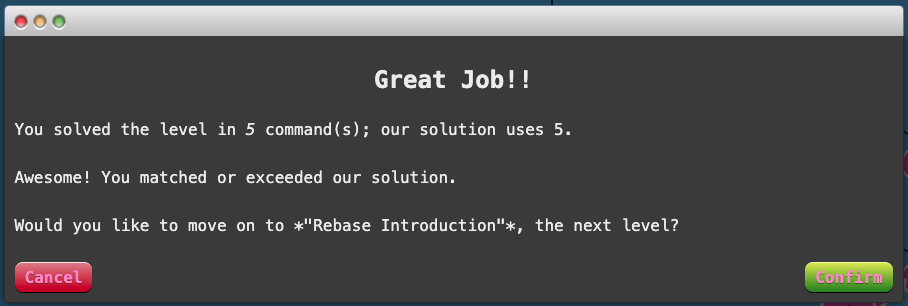 Great Job!!
You solved the level in 5 command(s); our solution uses 5.
Awesome! You matched or exceeded our solution.
Would you like to move on to *"Rebase Introduction"*, the next level?
Cancel
Confirm